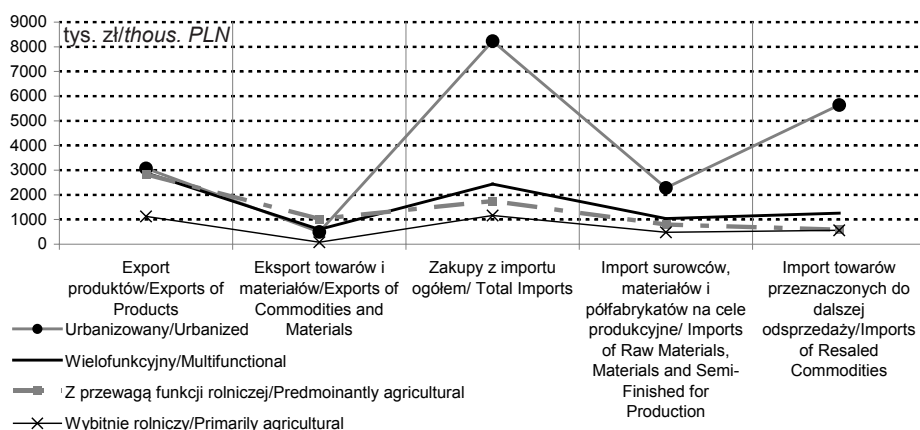 tys. zł/thous. PLN
9000
8000
7000
6000
5000
4000
3000
2000
1000
0
Export
produktów/Exports of
Products
Eksport towarów i
materiałów/Exports of
Commodities and
Materials
Zakupy z importu
ogółem/ Total Imports
Import surowców,
materiałów i
półfabrykatów na cele
produkcyjne/ Imports
of Raw Materials,
Materials and Semi-
Finished for
Production
Import towarów
przeznaczonych do
dalszej
odsprzedaży/Imports
of Resaled
Commodities
Urbanizowany/Urbanized
Wielofunkcyjny/Multifunctional
Z przewagą funkcji rolniczej/Predmoinantly agricultural
Wybitnie rolniczy/Primarily agricultural